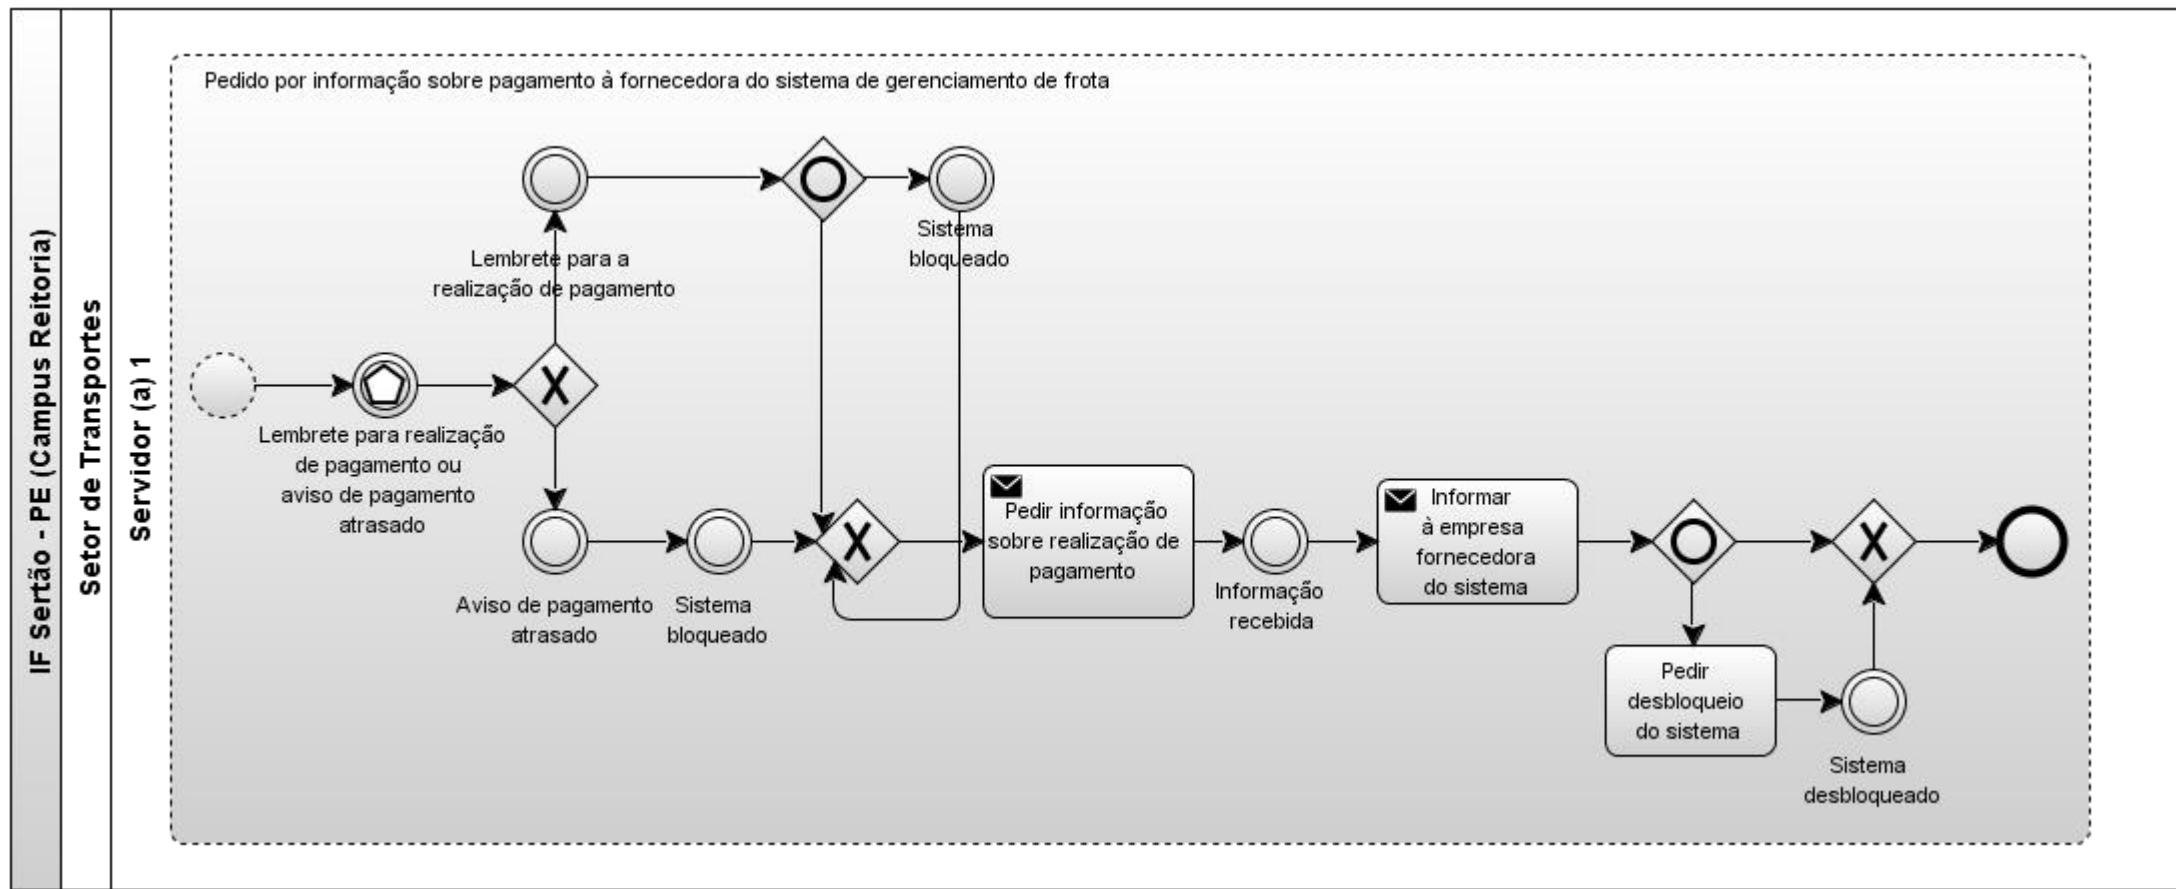 IF Sertão - PE (Campus Reitoria)
Setor de Transportes
Servidor (a) 1
Pedido por informação sobre pagamento à fornecedora do sistema de gerenciamento de frota
Lembrete para a
realização de pagamento
Sistema
bloqueado
Lembrete para realização
de pagamento ou
aviso de pagamento
atrasado
Aviso de pagamento
atrasado
Sistema
bloqueado
Pedir informação
sobre realização de
pagamento
Informação
recebida
Informar
à empresa
fornecedora
do sistema
Pedir
desbloqueio
do sistema
Sistema
desbloqueado